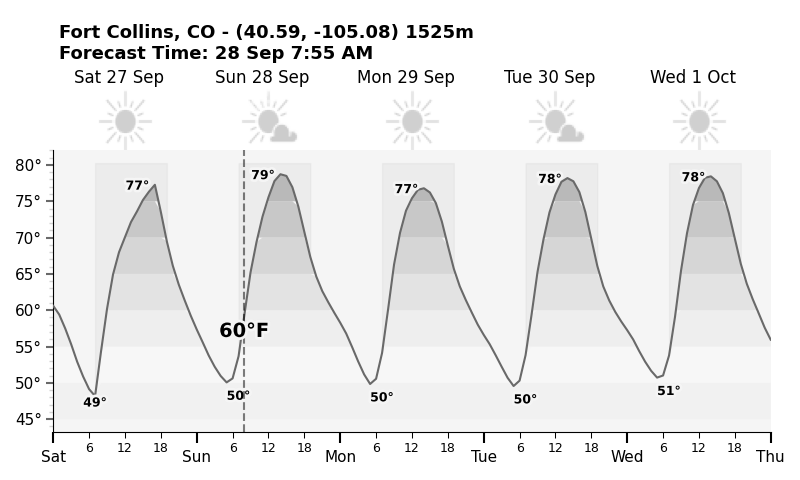 Fort Collins, CO - (40.59, -105.08) 1525m
Forecast Time: 28 Sep 7:55 AM
Sat 27 Sep Sun 28 Sep Mon 29 Sep Tue 30 Sep Wed 1 Oct
80°
75°
70°
65°
60°
55°
50°
45°
77° 79° 77° 78° 78°
60°F
49° 50° 50° 50° 51°
6 12 18 6 12 18 6 12 18 6 12 18 6 12 18
Sat Sun Mon Tue Wed Thu